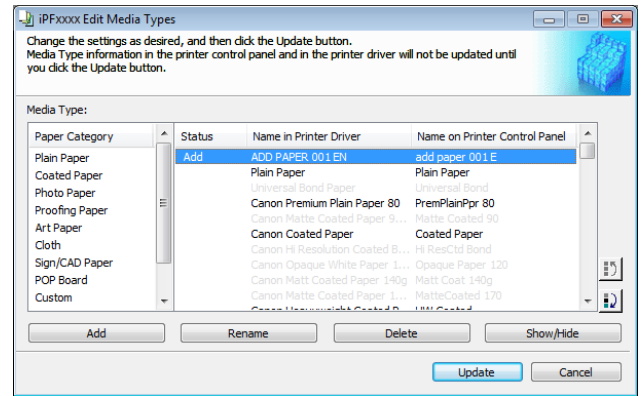 iPFxxxx Edit Media Types
Change the settings as desired, and then click the Update button.
Media Type information in the printer control panel and in the printer driver will not be updated until
you click the Update button.
Media Type:
Paper Category Status Name in Printer Driver Name on Printer Control Panel
Plain Paper Add ADD PAPER 001 EN add paper 001 E
Coated Paper Plain Paper Plain Paper
Photo Paper Universal Bond Paper Universal Bond
Proofing Paper Canon Premium Plain Paper 80 PremPlainPpr 80
Art Paper Canon Matte Coated Paper 9... Matte Coated 90
Cloth Canon Coated Paper Coated Paper
Sign/CAD Paper Canon Hi Resolution Coated B... Hi ResCtd Bond
POP Board Canon Opaque White Paper 1... Opaque Paper 120
Custom Canon Matt Coated Paper 140g Matt Coat 140g
Canon Matte Coated Paper 1... MatteCoated 170
Canon Heavyweight Coated P... HW Coated
Add Rename Delete Show/Hide
Update Cancel